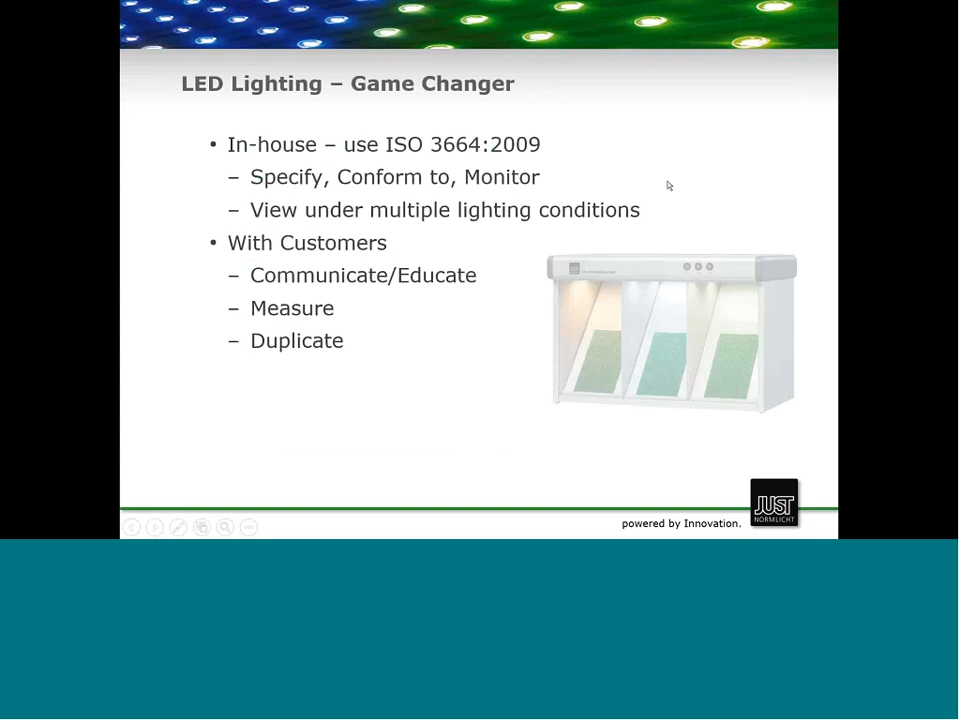 LED Lighting – Game Changer
• In-house – use ISO 3664:2009
– Specify, Conform to, Monitor
– View under multiple lighting conditions
• With Customers
– Communicate/Educate
– Measure
– Duplicate
JUST
NORMLICHT
powered by Innovation.